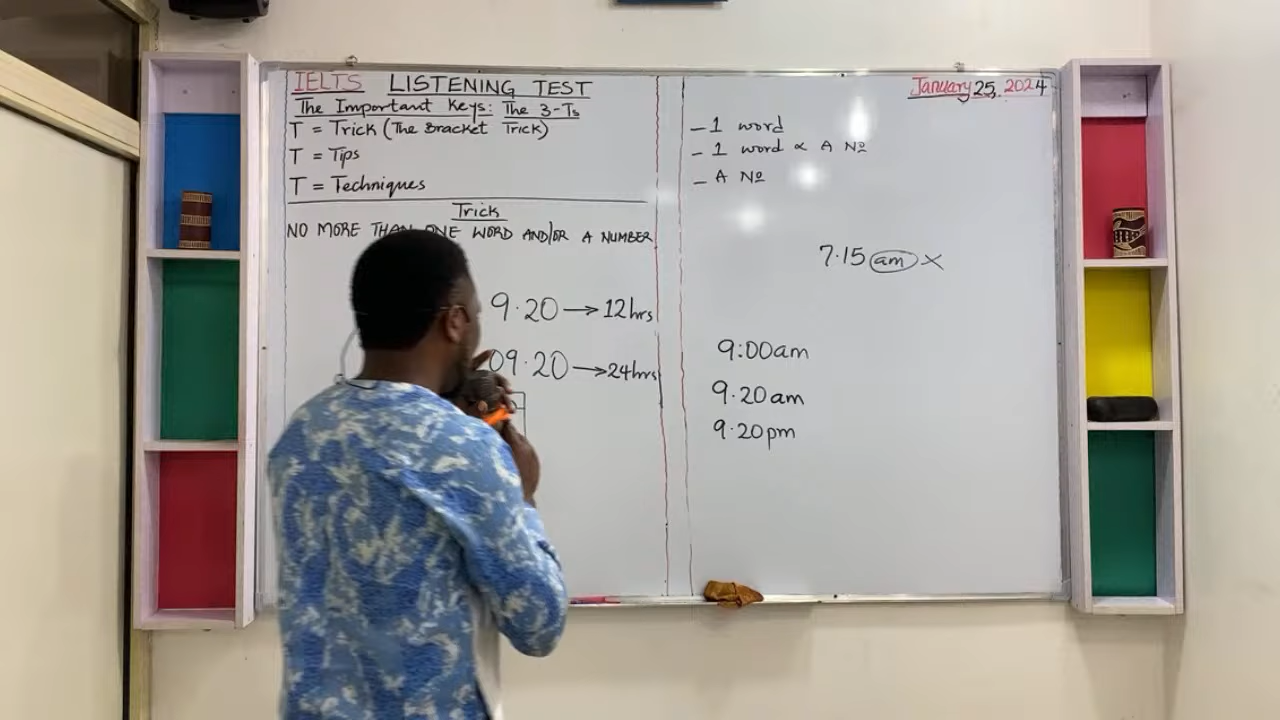 IELTS LISTENING TEST
The Important Keys: The 3-Ts
T = Trick (The Bracket Trick)
T = Tips
T = Techniques
Trick
NO MORE THAN ONE WORD AND/OR A NUMBER
9.20 → 12hrs
09.20 → 24hrs
January 25, 2024
- 1 word
- 1 word & A No
- A No
7.15 am ×
9:00am
9.20am
9.20pm